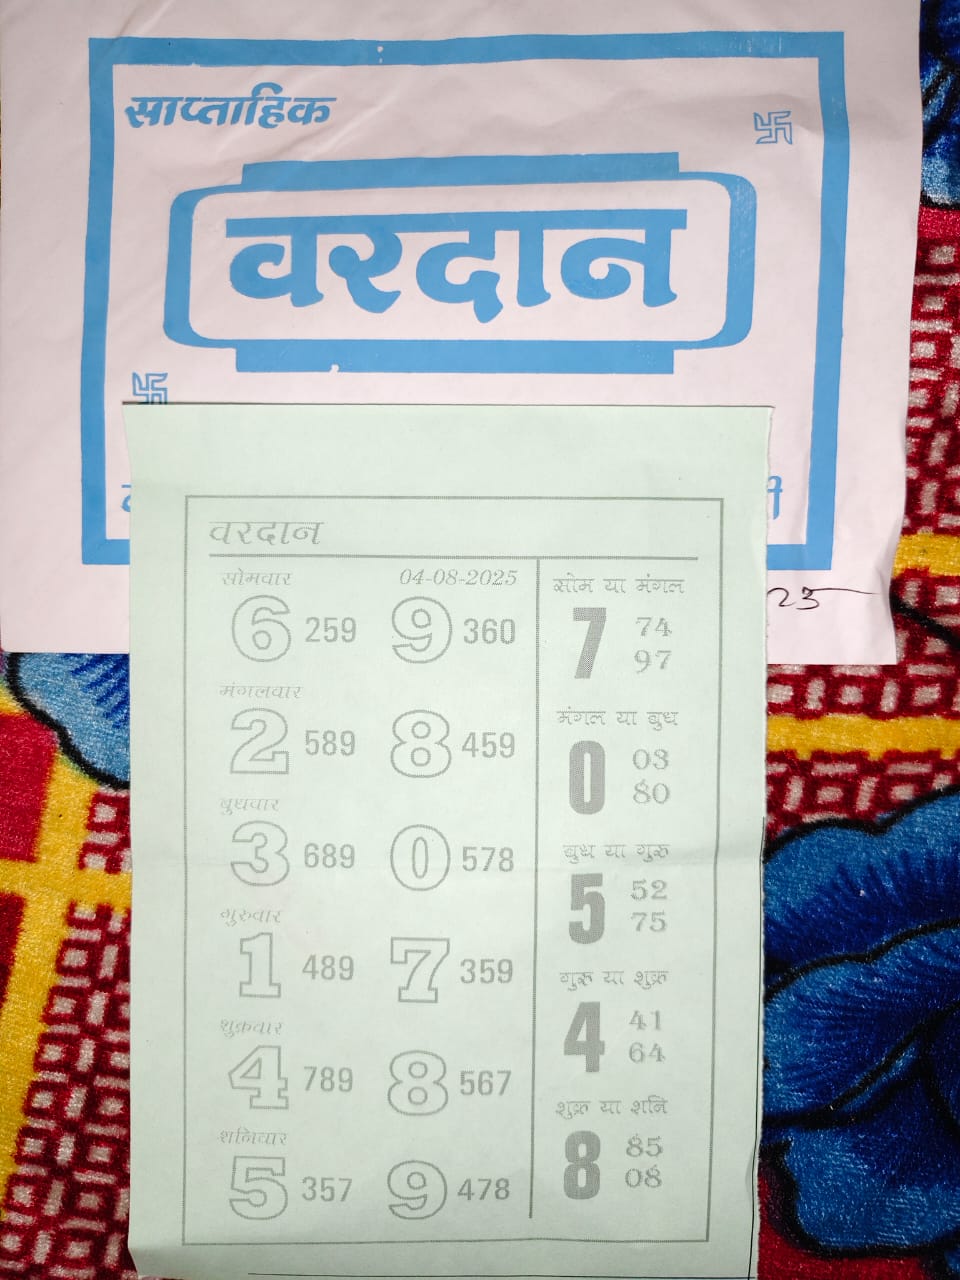 साप्ताहिक
वरदान
25
वरदान
सोमवार 04-08-2025
6 259 9 360
मंगलवार
2 589 8 459
बुधवार
3 689 0 578
गुरुवार
1 489 7 359
शुक्रवार
4 789 8 567
शनिवार
5 357 9 478
सोम या मंगल
7 74
97
मंगल या बुध
0 03
80
बुध या गुरु
5 52
75
गुरु या शुक्र
4 41
64
शुक्र या शनि
8 85
08